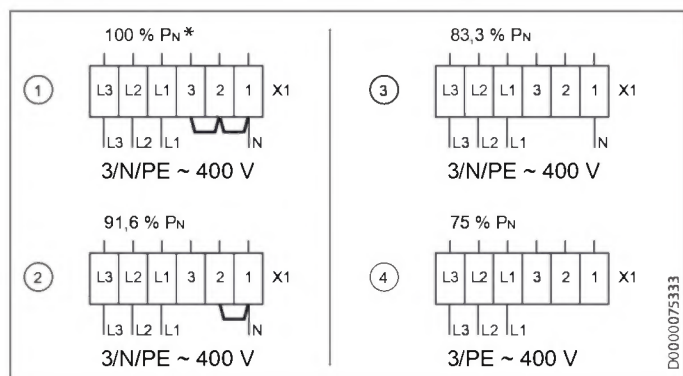 100 % PN*
1
L3 L2 L1 3 2 1 X1
L3 L2 L1 N
3/N/PE ~ 400 V
91,6 % PN
2
L3 L2 L1 3 2 1 X1
L3 L2 L1 N
3/N/PE ~ 400 V
83,3 % PN
3
L3 L2 L1 3 2 1 X1
L3 L2 L1 N
3/N/PE ~ 400 V
75 % PN
4
L3 L2 L1 3 2 1 X1
L3 L2 L1
3/PE ~ 400 V
D0000075333